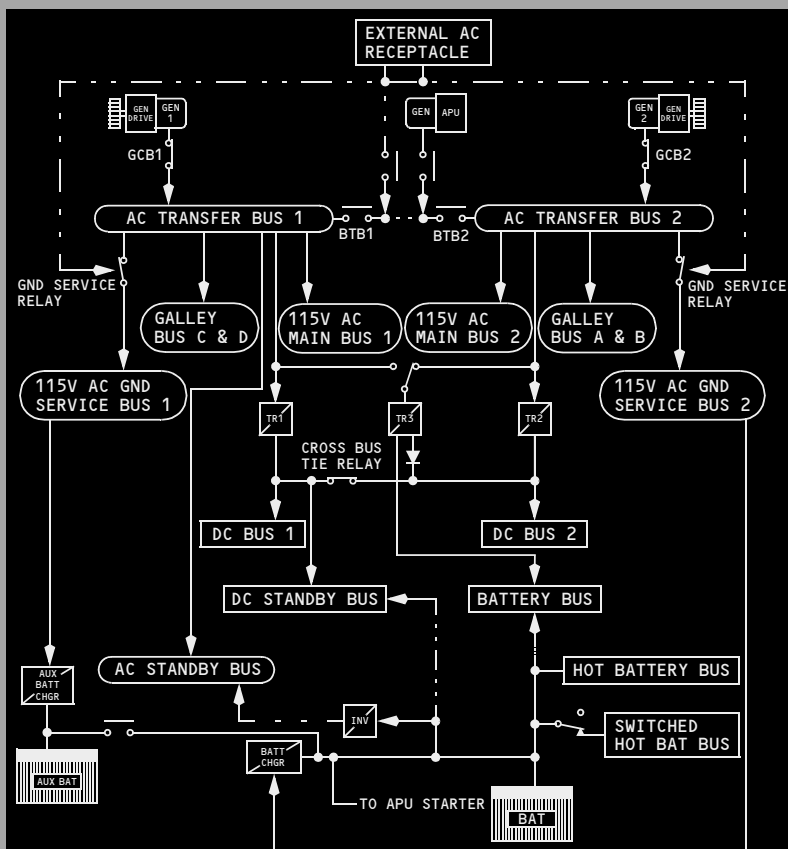 EXTERNAL AC
RECEPTACLE
GEN
DRIVE
GEN
1
GEN
APU
GEN
2
GEN
DRIVE
GCB1
GCB2
AC TRANSFER BUS 1
AC TRANSFER BUS 2
BTB1
BTB2
GND SERVICE
RELAY
GND SERVICE
RELAY
GALLEY
BUS C & D
115V AC
MAIN BUS 1
115V AC
MAIN BUS 2
GALLEY
BUS A & B
115V AC GND
SERVICE BUS 1
115V AC GND
SERVICE BUS 2
TR1
TR3
TR2
CROSS BUS
TIE RELAY
DC BUS 1
DC BUS 2
DC STANDBY BUS
BATTERY BUS
AC STANDBY BUS
HOT BATTERY BUS
AUX
BATT
CHGR
INV
SWITCHED
HOT BAT BUS
BATT
CHGR
AUX BAT
TO APU STARTER
BAT